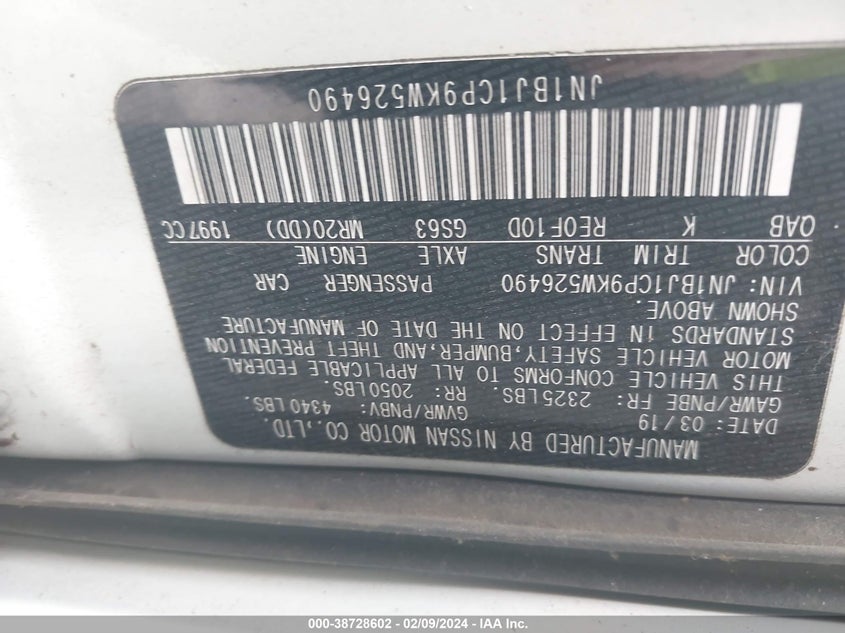 MANUFACTURED BY NISSAN MOTOR CO.,LTD.
DATE: 03/19 GVWR/PNBV: 4340LBS.
GAWR/PNBE FR: 2325LBS. RR: 2050LBS.
THIS VEHICLE CONFORMS TO ALL APPLICABLE FEDERAL
MOTOR VEHICLE SAFETY,BUMPER,AND THEFT PREVENTION
STANDARDS IN EFFECT ON THE DATE OF MANUFACTURE
SHOWN ABOVE.
VIN: JN1BJ1CP9KW526490 PASSENGER CAR
COLOR TRIM TRANS AXLE ENGINE
QAB K RE0F10D GS63 MR20(DD) 1997CC
JN1BJ1CP9KW526490
000-38728602 - 02/09/2024 - IAA Inc.